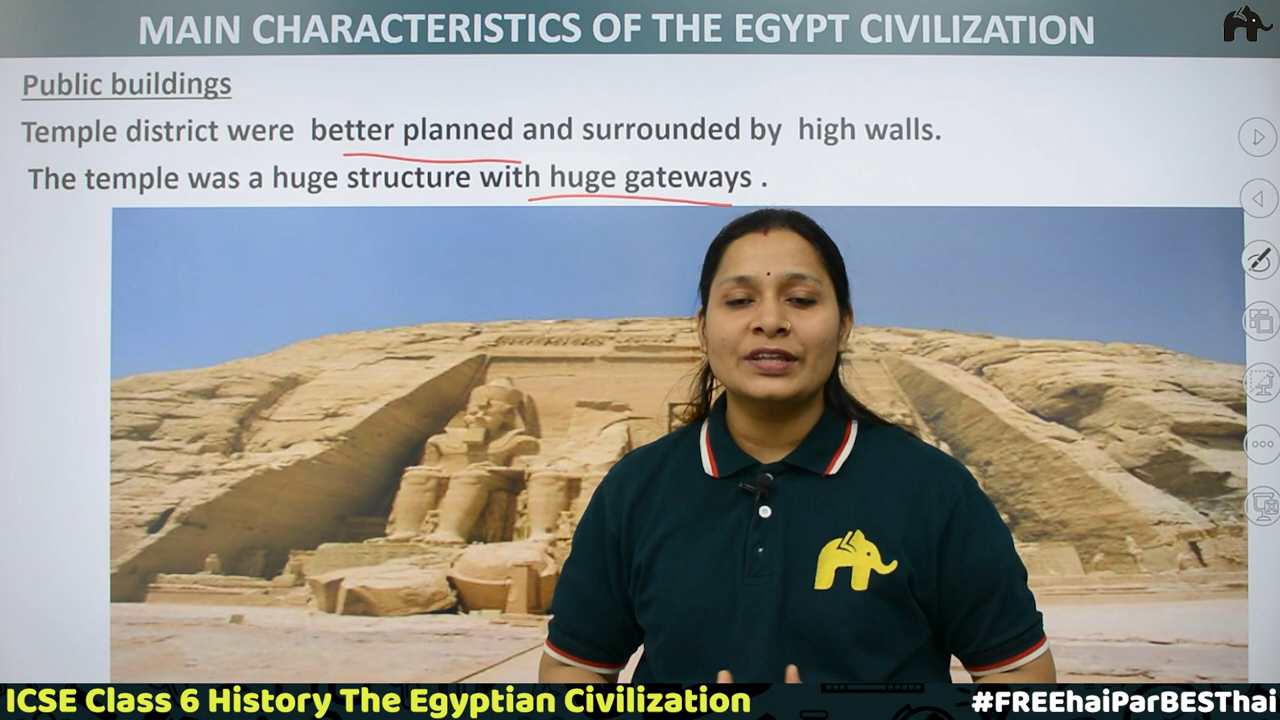 MAIN CHARACTERISTICS OF THE EGYPT CIVILIZATION
Public buildings
Temple district were better planned and surrounded by high walls.
The temple was a huge structure with huge gateways .
ICSE Class 6 History The Egyptian Civilization
#FREEhaiParBESThai